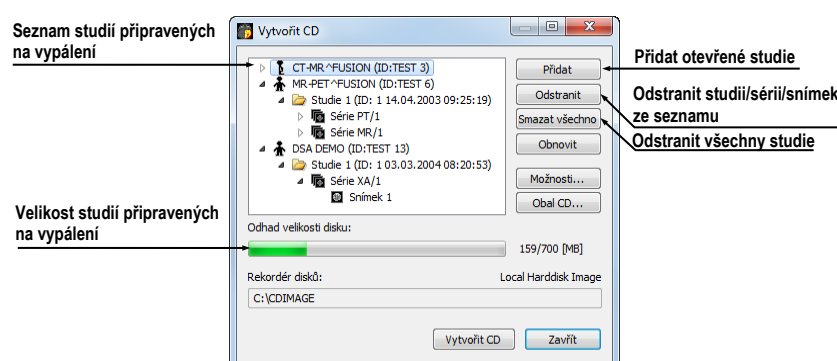 Seznam studií připravených
na vypálení
Velikost studií připravených
na vypálení
Vytvořit CD
CT-MR^FUSION (ID:TEST 3)
MR-PET^FUSION (ID:TEST 6)
Studie 1 (ID: 1 14.04.2003 09:25:19)
Série PT/1
Série MR/1
DSA DEMO (ID:TEST 13)
Studie 1 (ID: 1 03.03.2004 08:20:53)
Série XA/1
Snímek 1
Přidat
Odstranit
Smazat všechno
Obnovit
Možnosti...
Obal CD...
Odhad velikosti disku:
159/700 [MB]
Rekordér disků:
Local Harddisk Image
C:\CDIMAGE
Vytvořit CD
Zavřít
Přidat otevřené studie
Odstranit studii/sérii/snímek
ze seznamu
Odstranit všechny studie